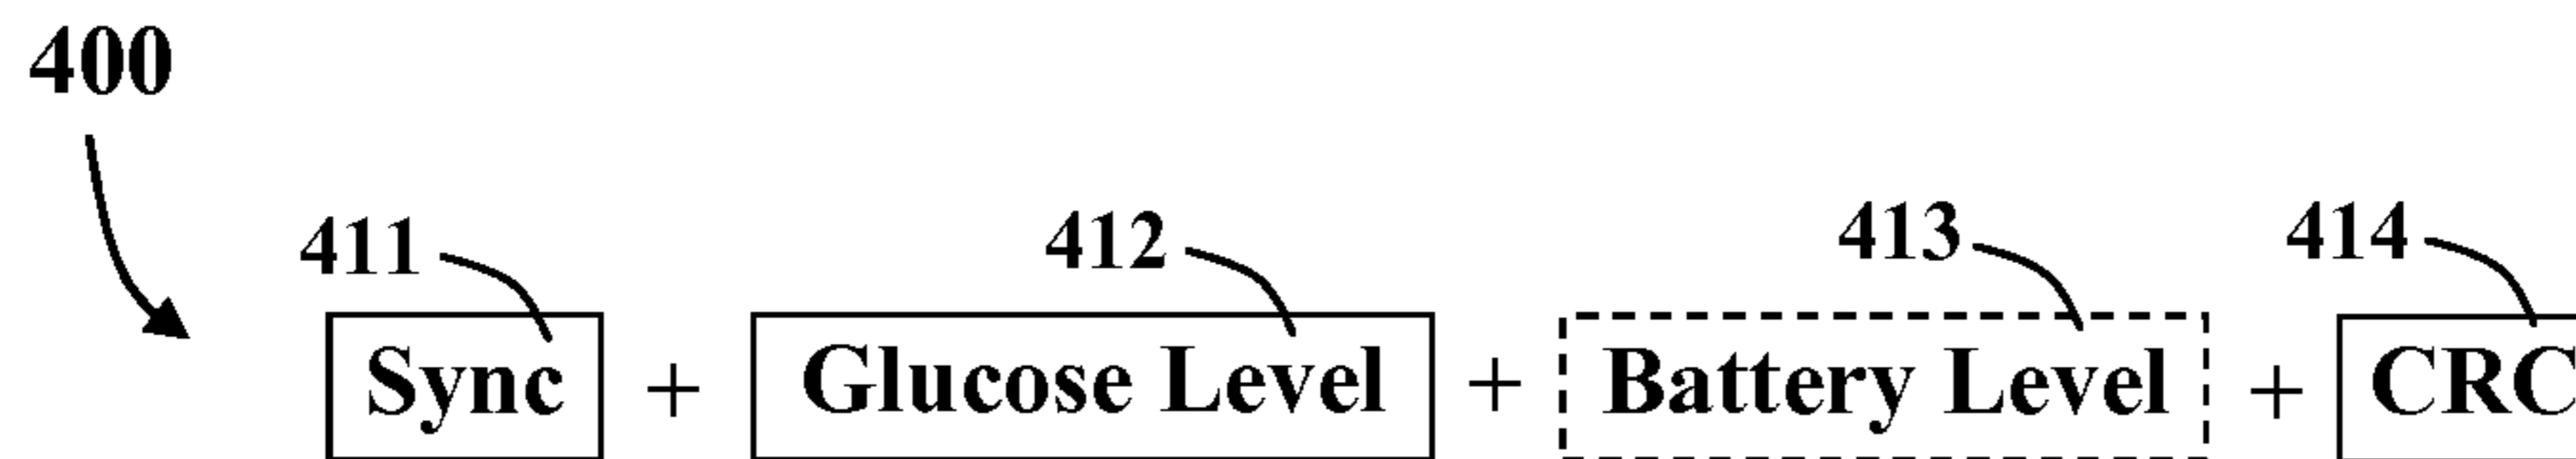 400
411 412 413 414
Sync + Glucose Level + Battery Level + CRC